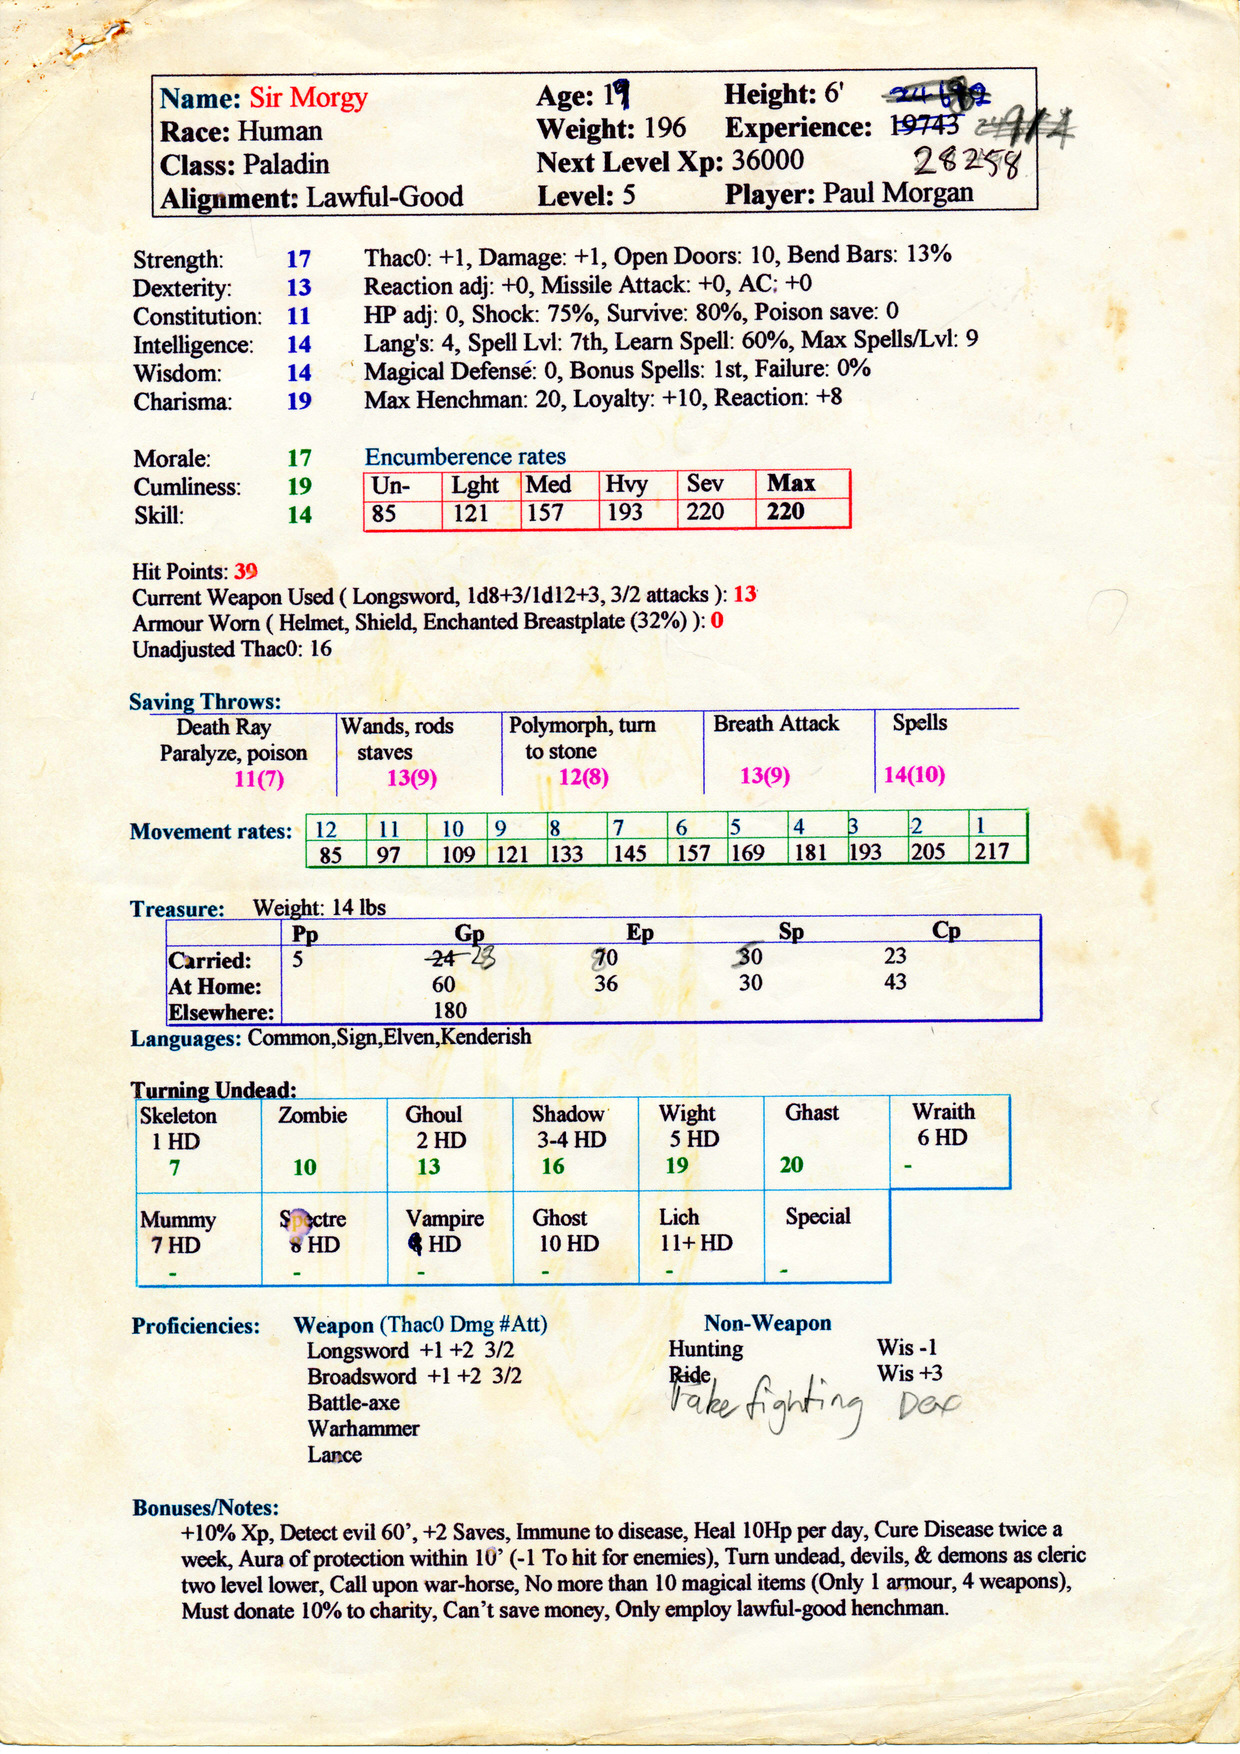 Name: Sir Morgy Age: 19 Height: 6'
Race: Human Weight: 196 Experience: 19743
Class: Paladin Next Level Xp: 36000 28258
Alignment: Lawful-Good Level: 5 Player: Paul Morgan
Strength: 17 Thac0: +1, Damage: +1, Open Doors: 10, Bend Bars: 13%
Dexterity: 13 Reaction adj: +0, Missile Attack: +0, AC: +0
Constitution: 11 HP adj: 0, Shock: 75%, Survive: 80%, Poison save: 0
Intelligence: 14 Lang's: 4, Spell Lvl: 7th, Learn Spell: 60%, Max Spells/Lvl: 9
Wisdom: 14 Magical Defense: 0, Bonus Spells: 1st, Failure: 0%
Charisma: 19 Max Henchman: 20, Loyalty: +10, Reaction: +8
Morale: 17 Encumberence rates
Cumliness: 19 Un- Lght Med Hvy Sev Max
Skill: 14 85 121 157 193 220 220
Hit Points: 39
Current Weapon Used ( Longsword, 1d8+3/1d12+3, 3/2 attacks ): 13
Armour Worn ( Helmet, Shield, Enchanted Breastplate (32%) ): 0
Unadjusted Thac0: 16
Saving Throws:
Death Ray Wands, rods Polymorph, turn Breath Attack Spells
Paralyze, poison staves to stone
11(7) 13(9) 12(8) 13(9) 14(10)
Movement rates: 12 11 10 9 8 7 6 5 4 3 2 1
85 97 109 121 133 145 157 169 181 193 205 217
Treasure: Weight: 14 lbs
Pp Gp Ep Sp Cp
Carried: 5 24 70 30 23
At Home: 60 36 30 43
Elsewhere: 180
Languages: Common,Sign,Elven,Kenderish
Turning Undead:
Skeleton Zombie Ghoul Shadow Wight Ghast Wraith
1 HD 2 HD 3-4 HD 5 HD 6 HD
7 10 13 16 19 20 -
Mummy Spectre Vampire Ghost Lich Special
7 HD 8 HD HD 10 HD 11+ HD
- - - - - -
Proficiencies: Weapon (Thac0 Dmg #Att) Non-Weapon
Longsword +1 +2 3/2 Hunting Wis -1
Broadsword +1 +2 3/2 Ride Wis +3
Battle-axe fighting Dex
Warhammer
Lance
Bonuses/Notes:
+10% Xp, Detect evil 60’, +2 Saves, Immune to disease, Heal 10Hp per day, Cure Disease twice a
week, Aura of protection within 10’ (-1 To hit for enemies), Turn undead, devils, & demons as cleric
two level lower, Call upon war-horse, No more than 10 magical items (Only 1 armour, 4 weapons),
Must donate 10% to charity, Can’t save money, Only employ lawful-good henchman.